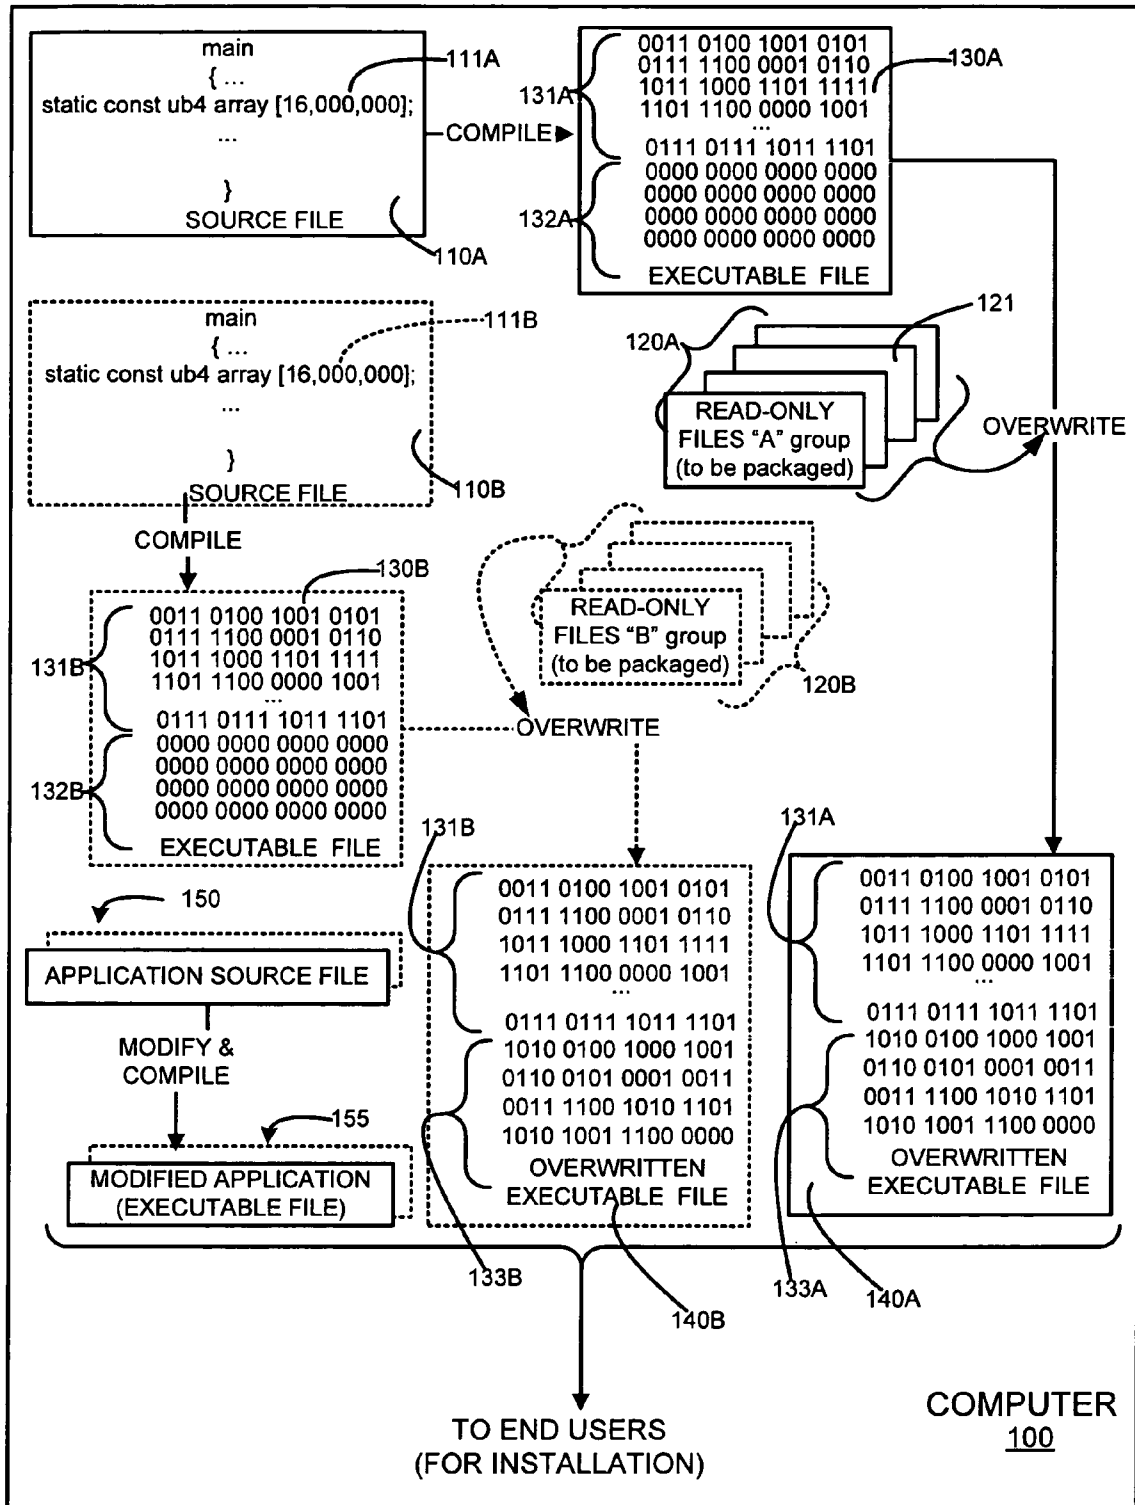 main
{ ...
static const ub4 array [16,000,000];
...
}
SOURCE FILE
111A
110A
COMPILE
0011 0100 1001 0101
0111 1100 0001 0110
1011 1000 1101 1111
1101 1100 0000 1001
...
0111 0111 1011 1101
0000 0000 0000 0000
0000 0000 0000 0000
0000 0000 0000 0000
0000 0000 0000 0000
EXECUTABLE FILE
130A
131A
132A
main
{ ...
static const ub4 array [16,000,000];
...
}
SOURCE FILE
111B
110B
120A
121
READ-ONLY
FILES "A" group
(to be packaged)
OVERWRITE
COMPILE
130B
0011 0100 1001 0101
0111 1100 0001 0110
1011 1000 1101 1111
1101 1100 0000 1001
...
0111 0111 1011 1101
0000 0000 0000 0000
0000 0000 0000 0000
0000 0000 0000 0000
0000 0000 0000 0000
EXECUTABLE FILE
131B
132B
READ-ONLY
FILES "B" group
(to be packaged)
120B
OVERWRITE
131B
0011 0100 1001 0101
0111 1100 0001 0110
1011 1000 1101 1111
1101 1100 0000 1001
...
0111 0111 1011 1101
1010 0100 1000 1001
0110 0101 0001 0011
0011 1100 1010 1101
1010 1001 1100 0000
OVERWRITTEN
EXECUTABLE FILE
133B
140B
131A
0011 0100 1001 0101
0111 1100 0001 0110
1011 1000 1101 1111
1101 1100 0000 1001
...
0111 0111 1011 1101
1010 0100 1000 1001
0110 0101 0001 0011
0011 1100 1010 1101
1010 1001 1100 0000
OVERWRITTEN
EXECUTABLE FILE
133A
140A
150
APPLICATION SOURCE FILE
MODIFY &
COMPILE
155
MODIFIED APPLICATION
(EXECUTABLE FILE)
TO END USERS
(FOR INSTALLATION)
COMPUTER
100